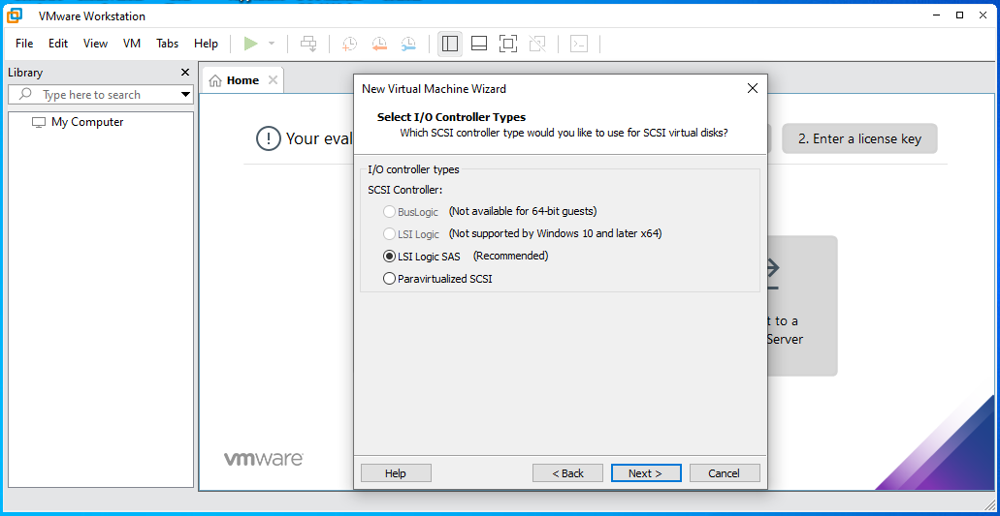 VMware Workstation
File Edit View VM Tabs Help
Library
Type here to search
My Computer
Home
Your eval
2. Enter a license key
t to a
Server
vmware
New Virtual Machine Wizard
Select I/O Controller Types
Which SCSI controller type would you like to use for SCSI virtual disks?
I/O controller types
SCSI Controller:
BusLogic (Not available for 64-bit guests)
LSI Logic (Not supported by Windows 10 and later x64)
LSI Logic SAS (Recommended)
Paravirtualized SCSI
Help < Back Next > Cancel